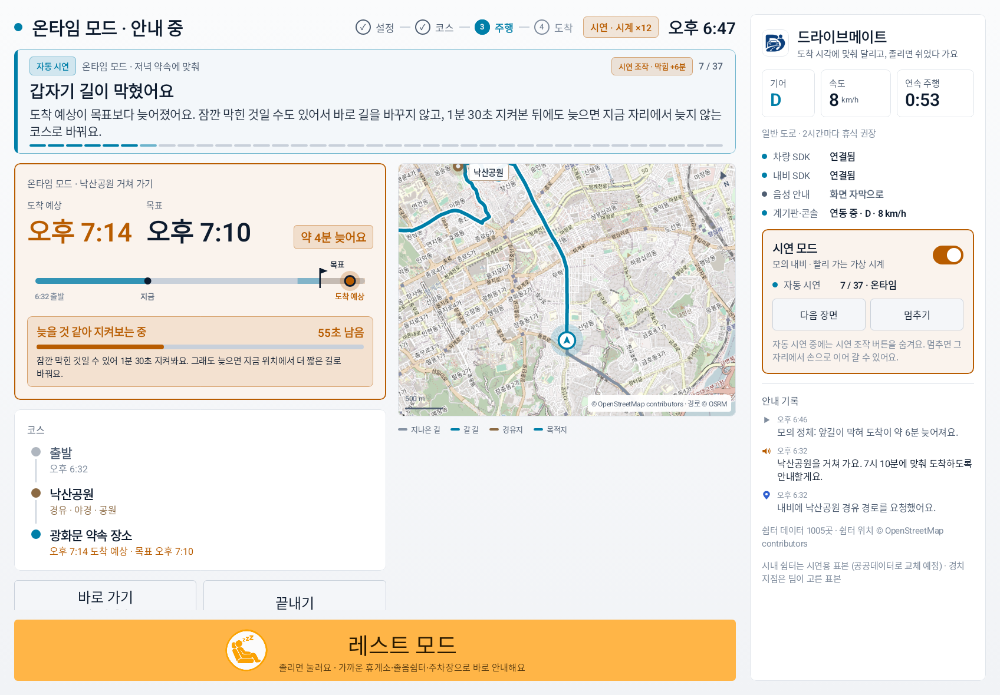 온타임 모드 · 안내 중
설정 — 코스 — 3 주행 — 4 도착
시연 · 시계 ×12
오후 6:47
자동 시연
온타임 모드 · 저녁 약속에 맞춰
시연 조작 · 막힘 +6분
7 / 37
갑자기 길이 막혔어요
도착 예상이 목표보다 늦어졌어요. 잠깐 막힌 것일 수도 있어서 바로 길을 바꾸지 않고, 1분 30초 지켜본 뒤에도 늦으면 지금 자리에서 늦지 않는
코스로 바꿔요.
온타임 모드 · 낙산공원 거쳐 가기
도착 예상
목표
오후 7:14
오후 7:10
약 4분 늦어요
목표
6:32 출발
지금
도착 예상
늦을 것 같아 지켜보는 중
55초 남음
잠깐 막힌 것일 수 있어 1분 30초 지켜봐요. 그래도 늦으면 지금 위치에서 더 짧은 길로
바꿔요.
코스
출발
오후 6:32
낙산공원
경유 · 야경 · 공원
광화문 약속 장소
오후 7:14 도착 예상 · 목표 오후 7:10
바로 가기
끝내기
낙산공원
500 m
© OpenStreetMap contributors · 경로 © OSRM
지나온 길
갈 길
경유지
목적지
레스트 모드
졸리면 눌러요 · 가까운 휴게소·졸음쉼터·주차장으로 바로 안내해요
드라이브메이트
도착 시각에 맞춰 달리고, 졸리면 쉬었다 가요
기어
D
속도
8 km/h
연속 주행
0:53
일반 도로 · 2시간마다 휴식 권장
차량 SDK 연결됨
내비 SDK 연결됨
음성 안내 화면 자막으로
계기판·콘솔 연동 중 · D · 8 km/h
시연 모드
모의 내비 · 빨리 가는 가상 시계
자동 시연 7 / 37 · 온타임
다음 장면
멈추기
자동 시연 중에는 시연 조작 버튼을 숨겨요. 멈추면 그
자리에서 손으로 이어 갈 수 있어요.
안내 기록
오후 6:46
모의 정체: 앞길이 막혀 도착이 약 6분 늦어져요.
오후 6:32
낙산공원을 거쳐 가요. 7시 10분에 맞춰 도착하도록
안내할게요.
오후 6:32
내비에 낙산공원 경유 경로를 요청했어요.
쉼터 데이터 1005곳 · 쉼터 위치 © OpenStreetMap
contributors
시내 쉼터는 시연용 표본 (공공데이터로 교체 예정) · 경치
지점은 팀이 고른 표본